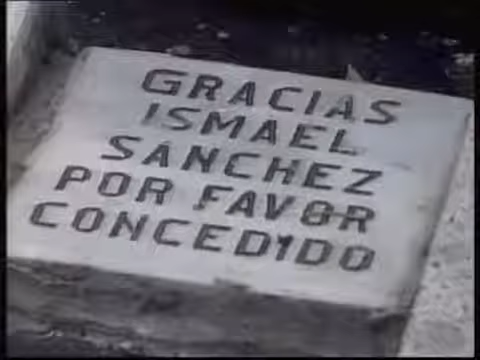 GRACIAS
ISMAEL
SANCHEZ
POR FAVOR
CONCEDIDO